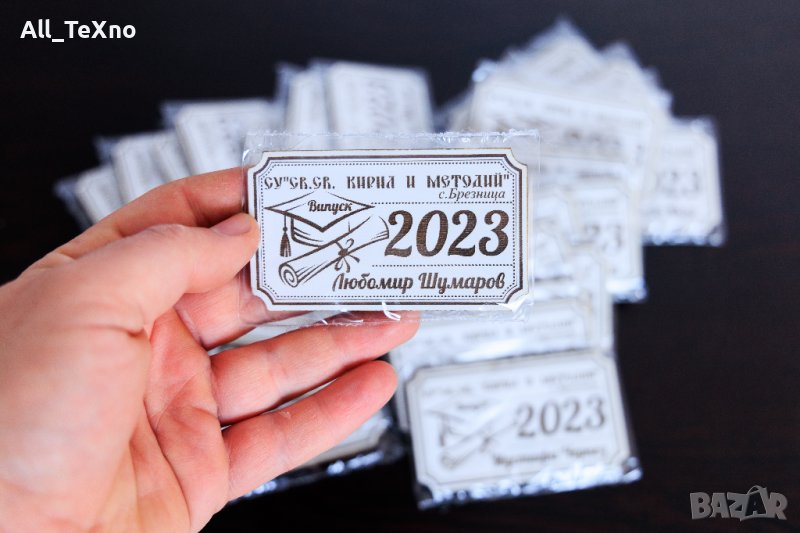 All_TeXno
СУ"СВ.СВ. КИРИЛ И МЕТОДИЙ"
с.Брезница
Випуск
2023
Любомир Шумаров
2023
BAZAR